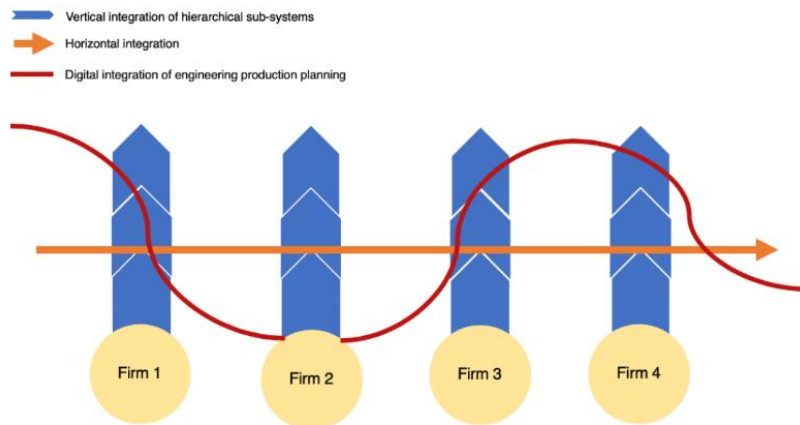 Vertical integration of hierarchical sub-systems
Horizontal integration
Digital integration of engineering production planning
Firm 1
Firm 2
Firm 3
Firm 4